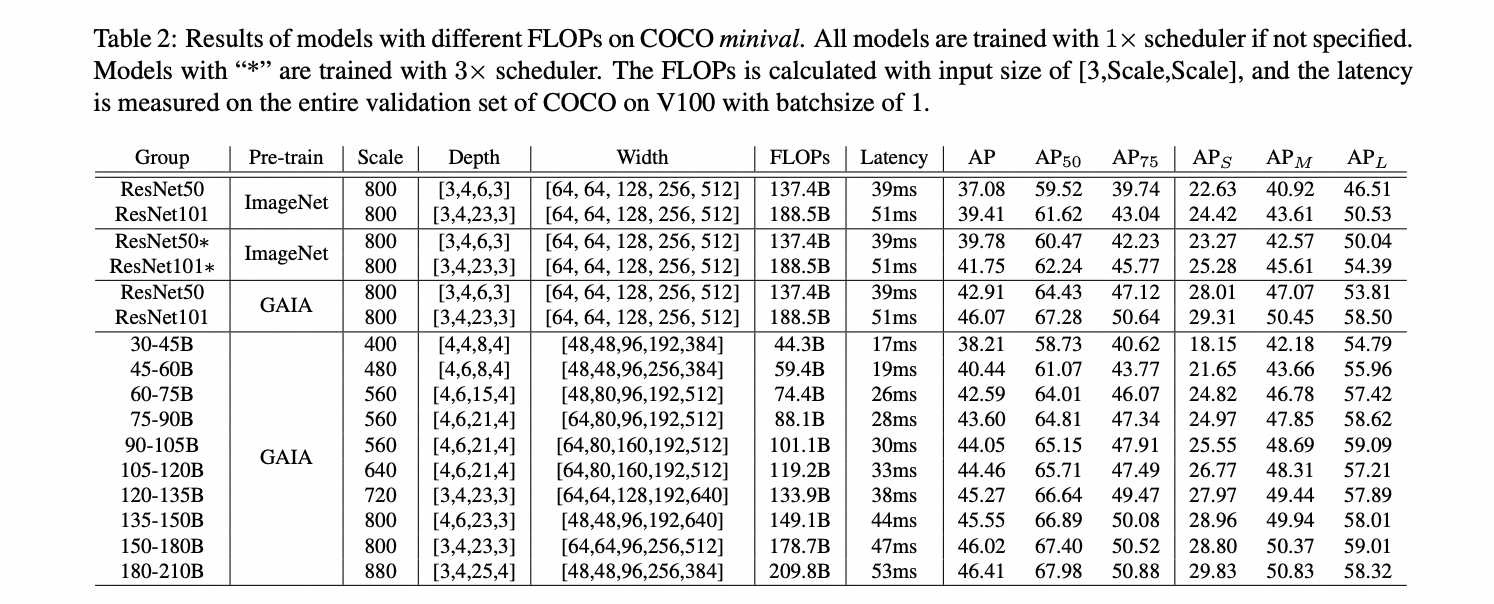 Table 2: Results of models with different FLOPs on COCO minival. All models are trained with 1× scheduler if not specified.
Models with “*” are trained with 3× scheduler. The FLOPs is calculated with input size of [3,Scale,Scale], and the latency
is measured on the entire validation set of COCO on V100 with batchsize of 1.
Group Pre-train Scale Depth Width FLOPs Latency AP AP50 AP75 APS APM APL
ResNet50 ImageNet 800 [3,4,6,3] [64, 64, 128, 256, 512] 137.4B 39ms 37.08 59.52 39.74 22.63 40.92 46.51
ResNet101 800 [3,4,23,3] [64, 64, 128, 256, 512] 188.5B 51ms 39.41 61.62 43.04 24.42 43.61 50.53
ResNet50* ImageNet 800 [3,4,6,3] [64, 64, 128, 256, 512] 137.4B 39ms 39.78 60.47 42.23 23.27 42.57 50.04
ResNet101* 800 [3,4,23,3] [64, 64, 128, 256, 512] 188.5B 51ms 41.75 62.24 45.77 25.28 45.61 54.39
ResNet50 GAIA 800 [3,4,6,3] [64, 64, 128, 256, 512] 137.4B 39ms 42.91 64.43 47.12 28.01 47.07 53.81
ResNet101 800 [3,4,23,3] [64, 64, 128, 256, 512] 188.5B 51ms 46.07 67.28 50.64 29.31 50.45 58.50
30-45B 400 [4,4,8,4] [48,48,96,192,384] 44.3B 17ms 38.21 58.73 40.62 18.15 42.18 54.79
45-60B 480 [4,6,8,4] [48,48,96,256,384] 59.4B 19ms 40.44 61.07 43.77 21.65 43.66 55.96
60-75B 560 [4,6,15,4] [48,80,96,192,512] 74.4B 26ms 42.59 64.01 46.07 24.82 46.78 57.42
75-90B 560 [4,6,21,4] [64,80,96,192,512] 88.1B 28ms 43.60 64.81 47.34 24.97 47.85 58.62
90-105B GAIA 560 [4,6,21,4] [64,80,160,192,512] 101.1B 30ms 44.05 65.15 47.91 25.55 48.69 59.09
105-120B 640 [4,6,21,4] [64,80,160,192,512] 119.2B 33ms 44.46 65.71 47.49 26.77 48.31 57.21
120-135B 720 [3,4,23,3] [64,64,128,192,640] 133.9B 38ms 45.27 66.64 49.47 27.97 49.44 57.89
135-150B 800 [4,6,23,3] [48,48,96,192,640] 149.1B 44ms 45.55 66.89 50.08 28.96 49.94 58.01
150-180B 800 [3,4,23,3] [64,64,96,256,512] 178.7B 47ms 46.02 67.40 50.52 28.80 50.37 59.01
180-210B 880 [3,4,25,4] [48,48,96,256,384] 209.8B 53ms 46.41 67.98 50.88 29.83 50.83 58.32